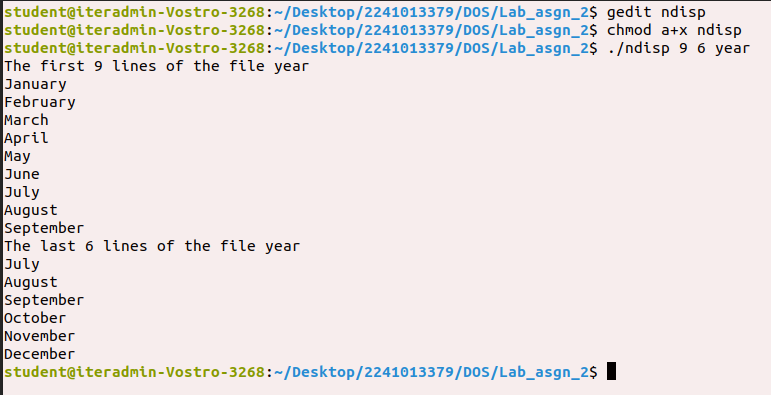 student@iteradmin-Vostro-3268:~/Desktop/2241013379/DOS/Lab_asgn_2$ gedit ndisp
student@iteradmin-Vostro-3268:~/Desktop/2241013379/DOS/Lab_asgn_2$ chmod a+x ndisp
student@iteradmin-Vostro-3268:~/Desktop/2241013379/DOS/Lab_asgn_2$ ./ndisp 9 6 year
The first 9 lines of the file year
January
February
March
April
May
June
July
August
September
The last 6 lines of the file year
July
August
September
October
November
December
student@iteradmin-Vostro-3268:~/Desktop/2241013379/DOS/Lab_asgn_2$